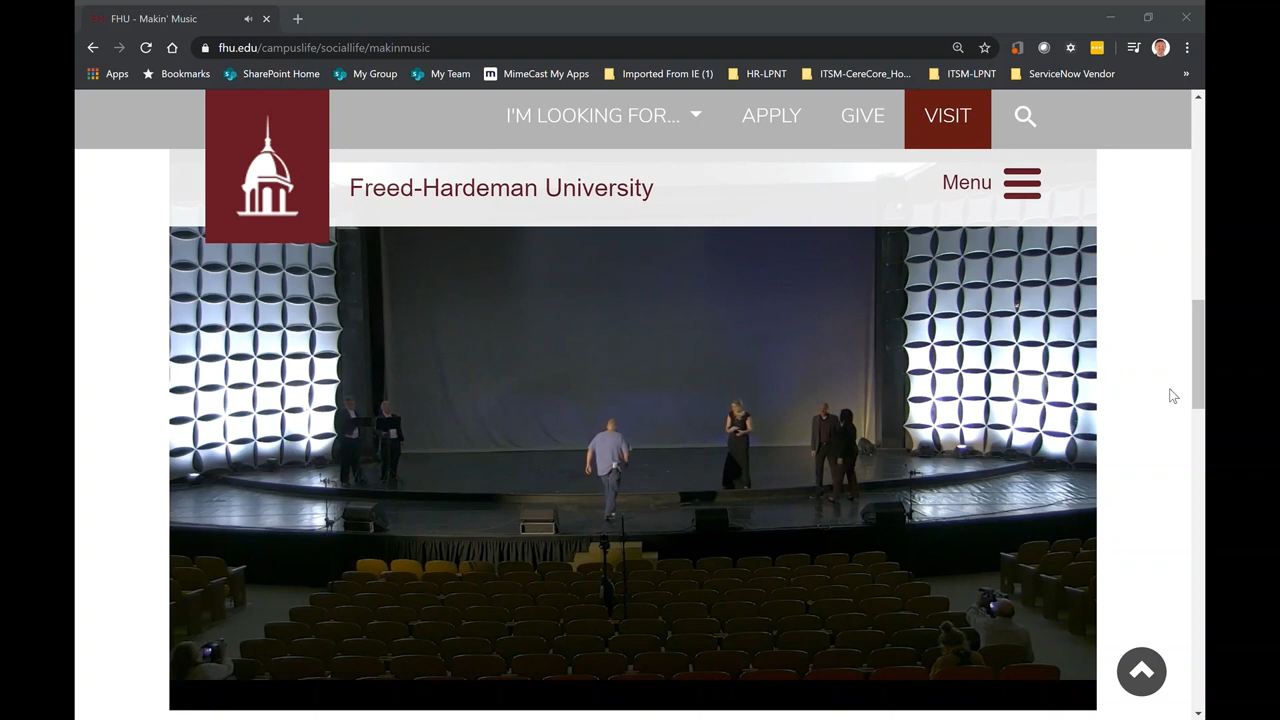 FHU - Makin' Music
fhu.edu/campuslife/sociallife/makinmusic
Apps Bookmarks SharePoint Home My Group My Team MimeCast My Apps Imported From IE (1) HR-LPNT ITSM-CereCore_Ho... ITSM-LPNT ServiceNow Vendor »
I'M LOOKING FOR... APPLY GIVE VISIT
Freed-Hardeman University
Menu